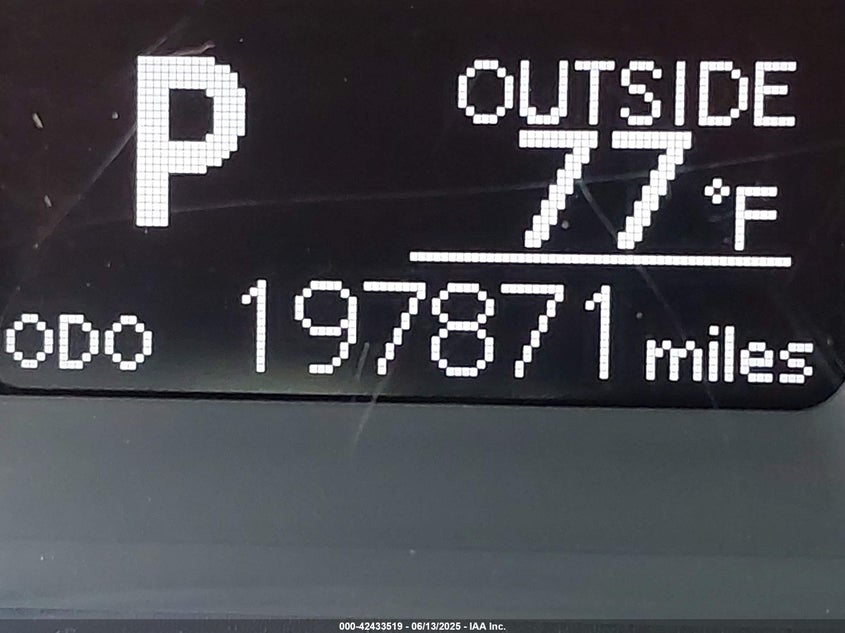 P
OUTSIDE
77 °F
ODO 197871 miles
000-42433519 - 06/13/2025 - IAA Inc.